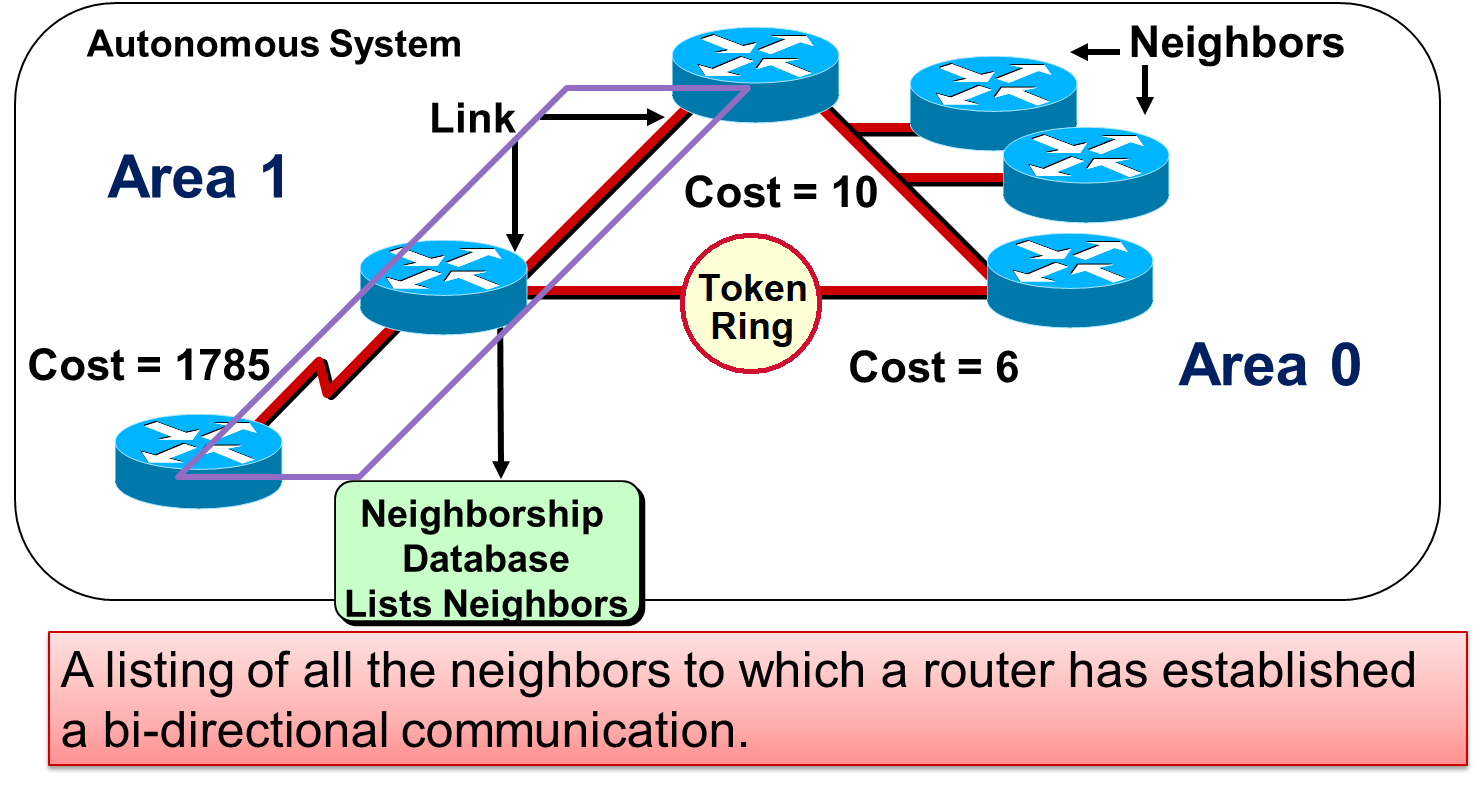 Autonomous System
Neighbors
Link
Area 1
Cost = 10
Token
Ring
Cost = 1785
Cost = 6
Area 0
Neighborship
Database
Lists Neighbors
A listing of all the neighbors to which a router has established
a bi-directional communication.